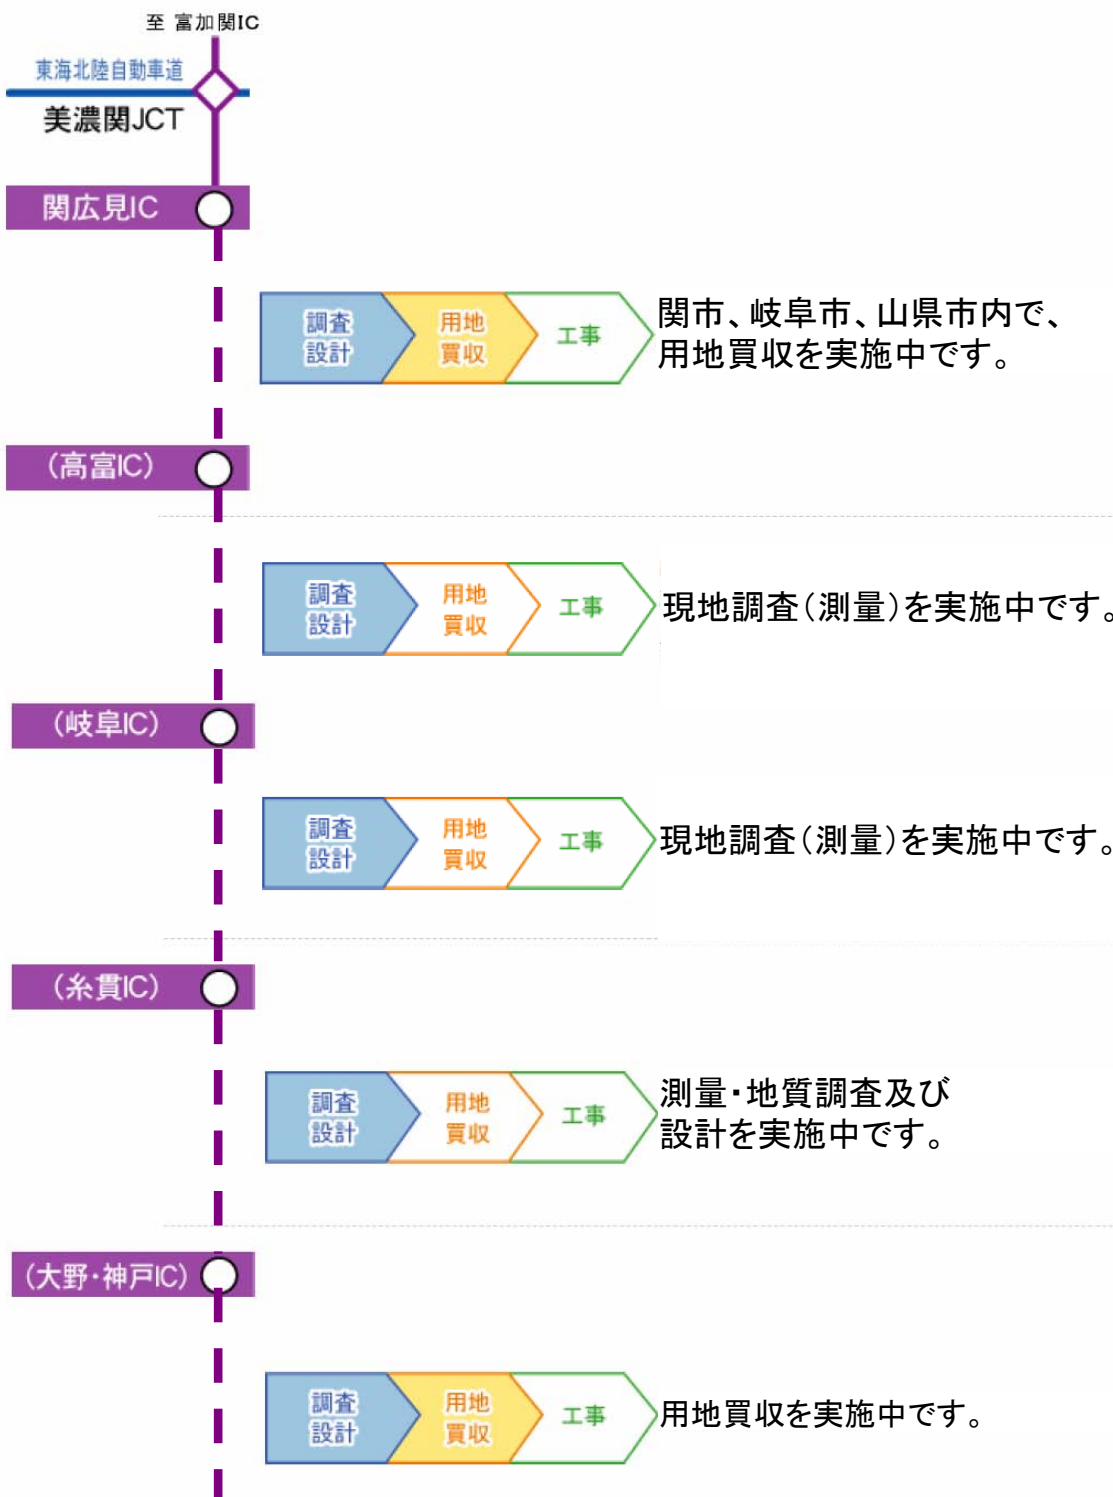 至 富加関IC
東海北陸自動車道
美濃関JCT
関広見IC
調査
設計
用地
買収
工事
関市、岐阜市、山県市内で、
用地買収を実施中です。
(高富IC)
調査
設計
用地
買収
工事
現地調査(測量)を実施中です。
(岐阜IC)
調査
設計
用地
買収
工事
現地調査(測量)を実施中です。
(糸貫IC)
調査
設計
用地
買収
工事
測量・地質調査及び
設計を実施中です。
(大野・神戸IC)
調査
設計
用地
買収
工事
用地買収を実施中です。